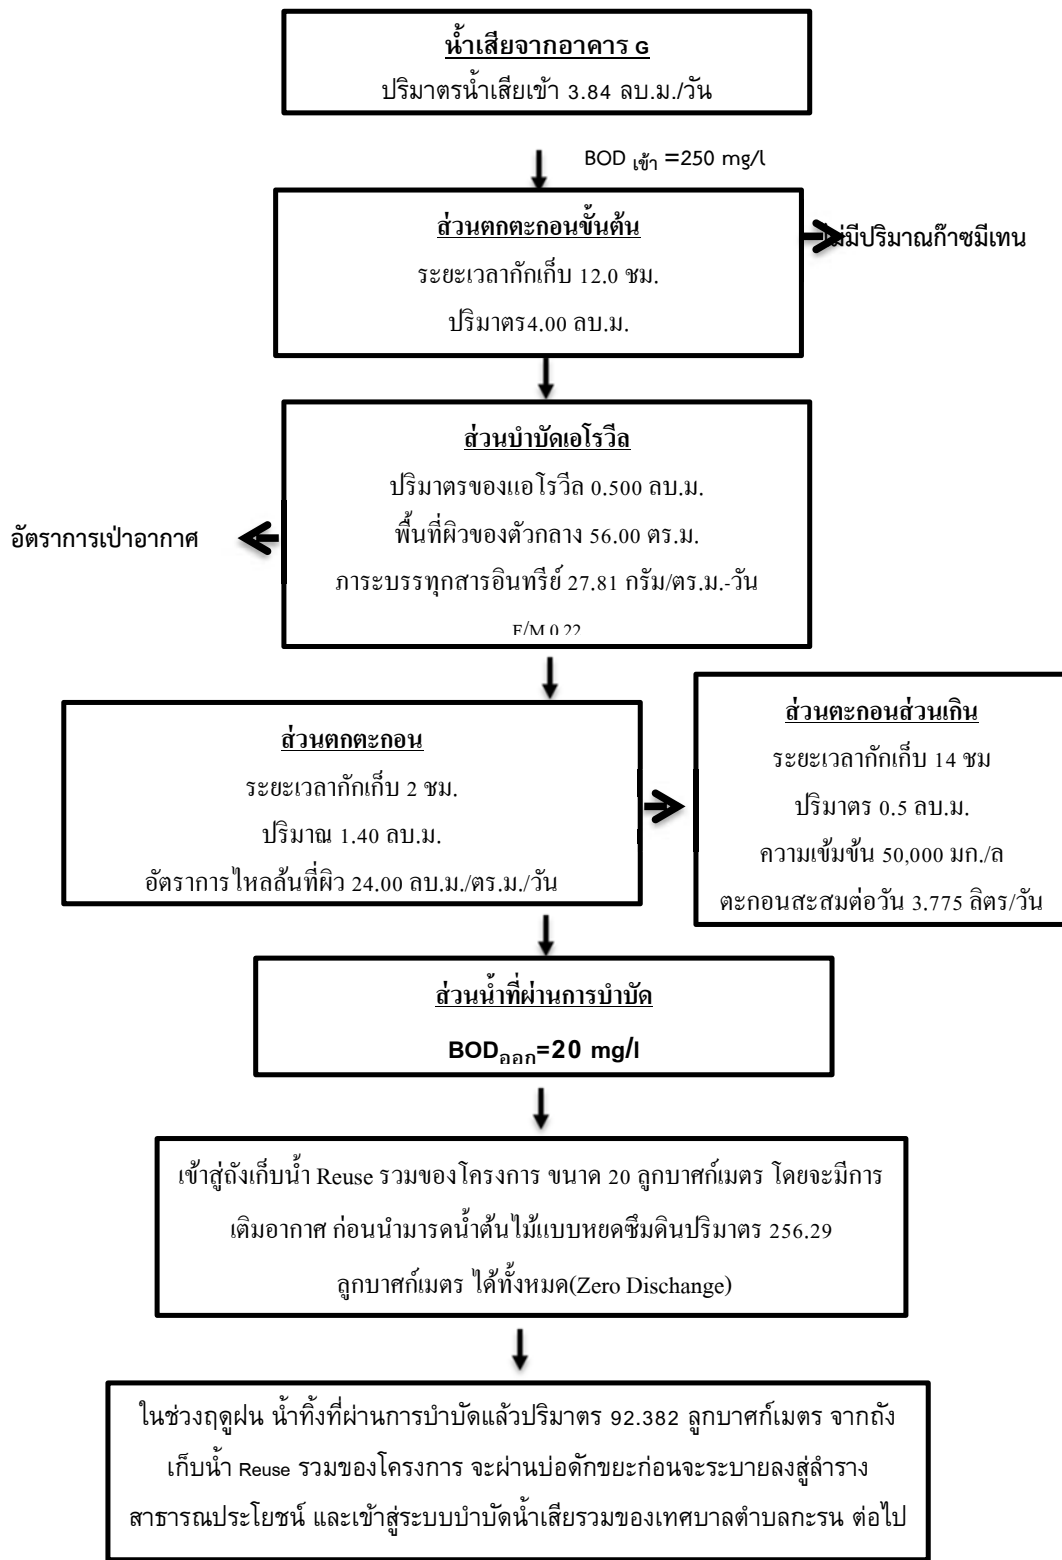 น้ำเสียจากอาคาร G
ปริมาตรน้ำเสียเข้า 3.84 ลบ.ม./วัน
BOD เข้า =250 mg/l
ส่วนตกตะกอนขั้นต้น
ระยะเวลากักเก็บ 12.0 ชม.
ปริมาตร4.00 ลบ.ม.
ไม่มีปริมาณก๊าซมีเทน
ส่วนบำบัดเอโรวีล
ปริมาตรของแอโรวีล 0.500 ลบ.ม.
พื้นที่ผิวของตัวกลาง 56.00 ตร.ม.
ภาระบรรทุกสารอินทรีย์ 27.81 กรัม/ตร.ม.-วัน
F/M 0.22
อัตราการเป่าอากาศ
ส่วนตกตะกอน
ระยะเวลากักเก็บ 2 ชม.
ปริมาณ 1.40 ลบ.ม.
อัตราการไหลล้นที่ผิว 24.00 ลบ.ม./ตร.ม./วัน
ส่วนตะกอนส่วนเกิน
ระยะเวลากักเก็บ 14 ชม
ปริมาตร 0.5 ลบ.ม.
ความเข้มข้น 50,000 มก./ล
ตะกอนสะสมต่อวัน 3.775 ลิตร/วัน
ส่วนน้ำที่ผ่านการบำบัด
BODออก=20 mg/l
เข้าสู่ถังเก็บน้ำ Reuse รวมของโครงการ ขนาด 20 ลูกบาศก์เมตร โดยจะมีการ
เติมอากาศ ก่อนนำมารดน้ำต้นไม้แบบหยดซึมดินปริมาตร 256.29
ลูกบาศก์เมตร ได้ทั้งหมด(Zero Dischange)
ในช่วงฤดูฝน น้ำทิ้งที่ผ่านการบำบัดแล้วปริมาตร 92.382 ลูกบาศก์เมตร จากถัง
เก็บน้ำ Reuse รวมของโครงการ จะผ่านบ่อดักขยะก่อนจะระบายลงสู่ลำราง
สาธารณประโยชน์ และเข้าสู่ระบบบำบัดน้ำเสียรวมของเทศบาลตำบลกะรน ต่อไป